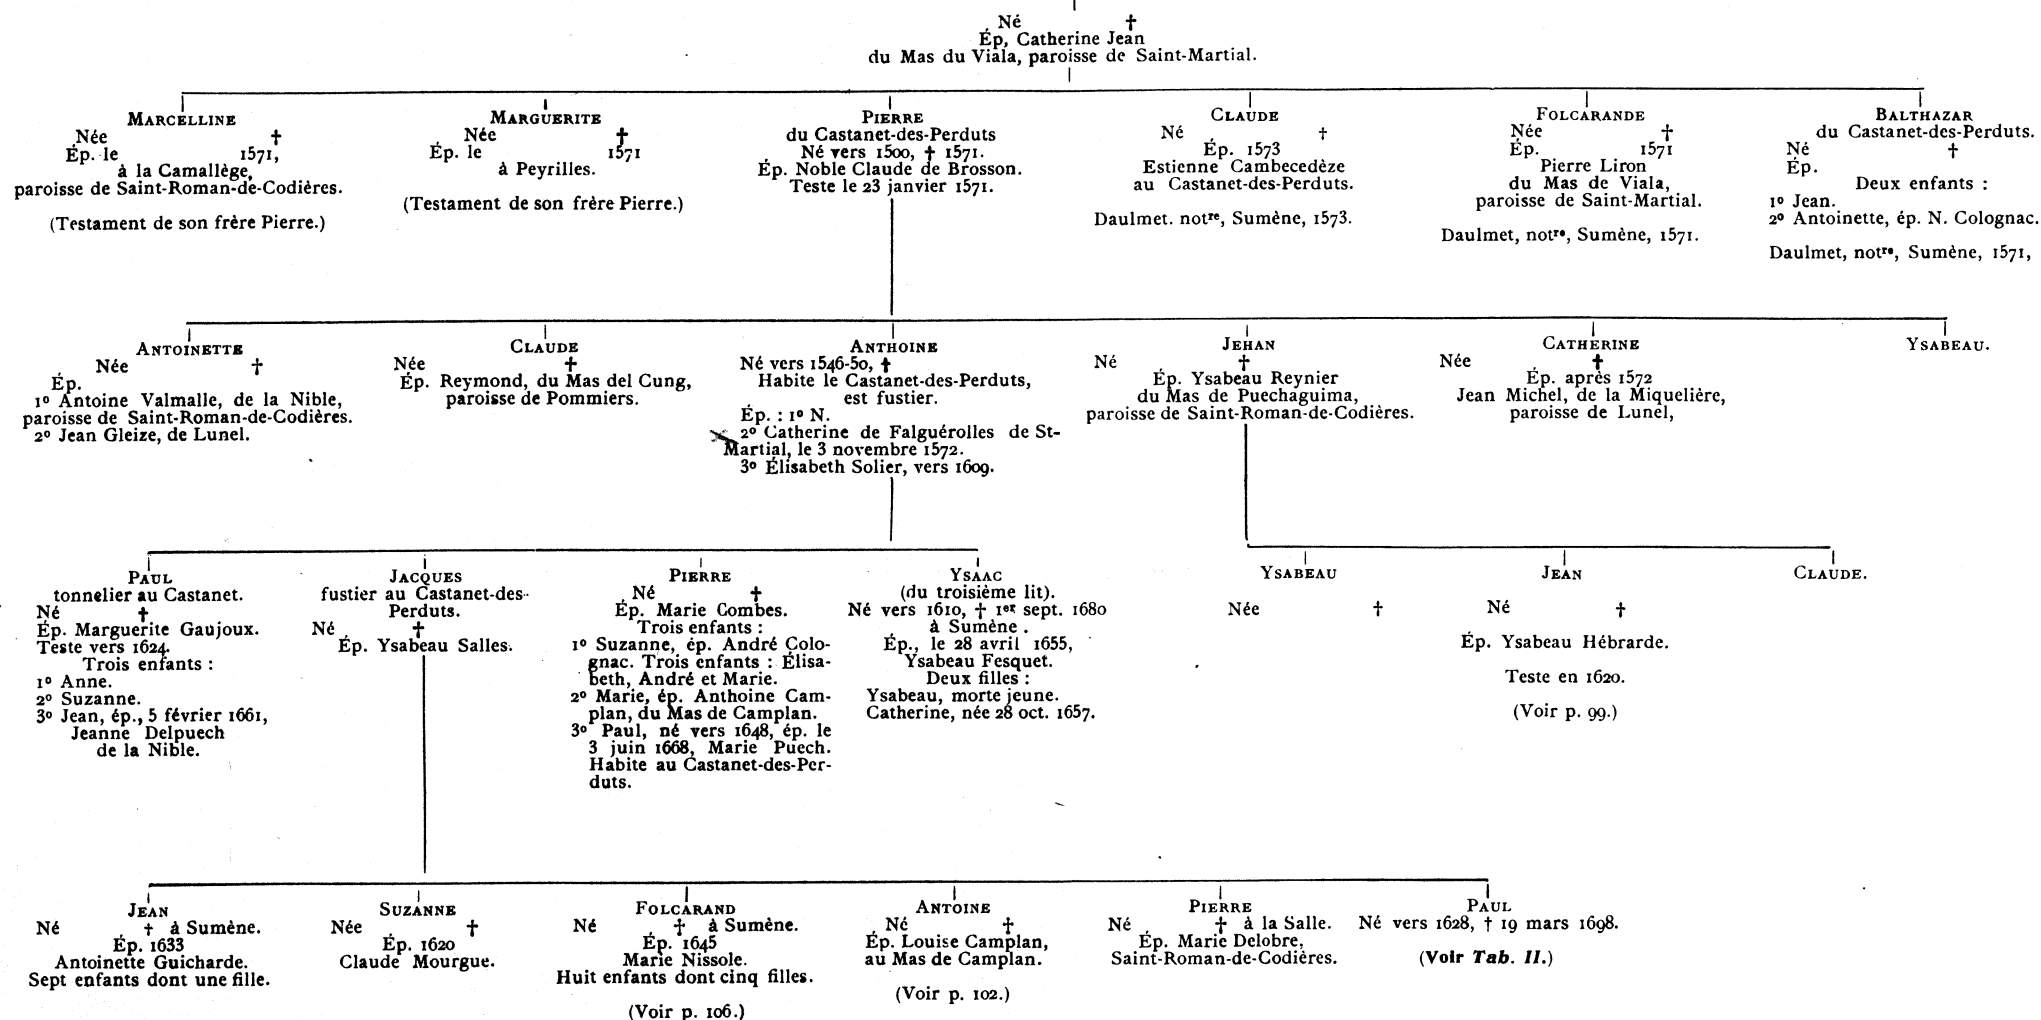 Né †
Ép, Catherine Jean
du Mas du Viala, paroisse de Saint-Martial.
MARCELLINE
Née †
Ép. le 1571,
à la Camallège,
paroisse de Saint-Roman-de-Codières.
(Testament de son frère Pierre.)
MARGUERITE
Née †
Ép. le 1571
à Peyrilles.
(Testament de son frère Pierre.)
PIERRE
du Castanet-des-Perduts
Né vers 1500, † 1571.
Ép. Noble Claude de Brosson.
Teste le 23 janvier 1571.
CLAUDE
Né †
Ép. 1573
Estienne Cambecedèze
au Castanet-des-Perduts.
Daulmet. notre, Sumène, 1573.
FOLCARANDE
Née †
Ép. 1571
Pierre Liron
du Mas de Viala,
paroisse de Saint-Martial.
Daulmet, notre, Sumène, 1571.
BALTHAZAR
du Castanet-des-Perduts.
Né †
Ép.
Deux enfants :
1º Jean.
2º Antoinette, ép. N. Colognac.
Daulmet, notre, Sumène, 1571,
ANTOINETTE
Née †
Ép.
1º Antoine Valmalle, de la Nible,
paroisse de Saint-Roman-de-Codières.
2º Jean Gleize, de Lunel.
CLAUDE
Née †
Ép. Reymond, du Mas del Cung,
paroisse de Pommiers.
ANTHOINE
Né vers 1546-50, †
Habite le Castanet-des-Perduts,
est fustier.
Ép. : 1º N.
2º Catherine de Falguérolles de St-
Martial, le 3 novembre 1572.
3º Élisabeth Solier, vers 1609.
JEHAN
Né †
Ép. Ysabeau Reynier
du Mas de Puechaguima,
paroisse de Saint-Roman-de-Codières.
CATHERINE
Née †
Ép. après 1572
Jean Michel, de la Miquelière,
paroisse de Lunel,
YSABEAU.
PAUL
tonnelier au Castanet.
Né †
Ép. Marguerite Gaujoux.
Teste vers 1624.
Trois enfants :
1º Anne.
2º Suzanne.
3º Jean, ép., 5 février 1661,
Jeanne Delpuech
de la Nible.
JACQUES
fustier au Castanet-des-
Perduts.
Né †
Ép. Ysabeau Salles.
PIERRE
Né †
Ép. Marie Combes.
Trois enfants :
1º Suzanne, ép. André Colo-
gnac. Trois enfants : Élisa-
beth, André et Marie.
2º Marie, ép. Anthoine Cam-
plan, du Mas de Camplan.
3º Paul, né vers 1648, ép. le
3 juin 1668, Marie Puech.
Habite au Castanet-des-Per-
duts.
YSAAC
(du troisième lit).
Né vers 1610, † 1er sept. 1680
à Sumène.
Ép., le 28 avril 1655,
Ysabeau Fesquet.
Deux filles :
Ysabeau, morte jeune.
Catherine, née 28 oct. 1657.
YSABEAU
Née †
JEAN
Né †
Ép. Ysabeau Hébrarde.
Teste en 1620.
(Voir p. 99.)
CLAUDE.
JEAN
Né † à Sumène.
Ép. 1633
Antoinette Guicharde.
Sept enfants dont une fille.
SUZANNE
Née †
Ép. 1620
Claude Mourgue.
FOLCARAND
Né † à Sumène.
Ép. 1645
Marie Nissole.
Huit enfants dont cinq filles.
(Voir p. 106.)
ANTOINE
Né †
Ép. Louise Camplan,
au Mas de Camplan.
(Voir p. 102.)
PIERRE
Né † à la Salle.
Ép. Marie Delobre,
Saint-Roman-de-Codières.
PAUL
Né vers 1628, † 19 mars 1698.
(Voir Tab. II.)